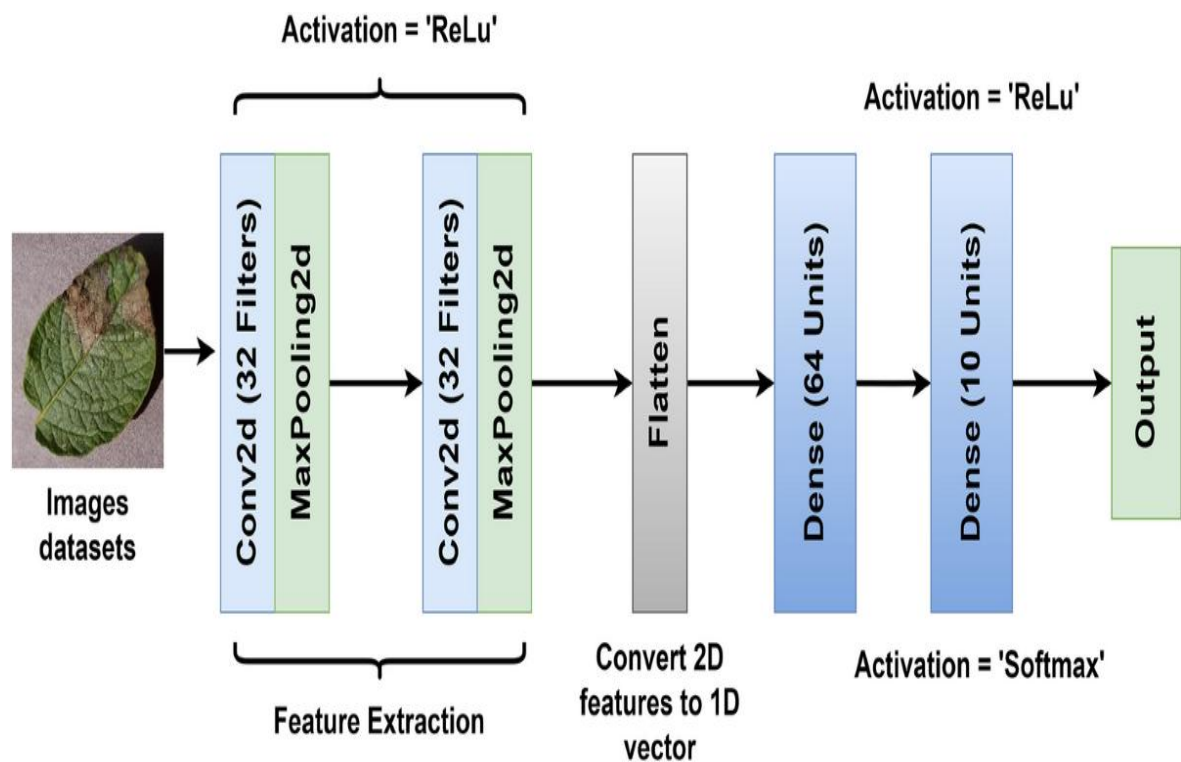 Activation = 'ReLu'
Activation = 'ReLu'
Images
datasets
Conv2d (32 Filters)
MaxPooling2d
Conv2d (32 Filters)
MaxPooling2d
Flatten
Dense (64 Units)
Dense (10 Units)
Output
Feature Extraction
Convert 2D
features to 1D
vector
Activation = 'Softmax'